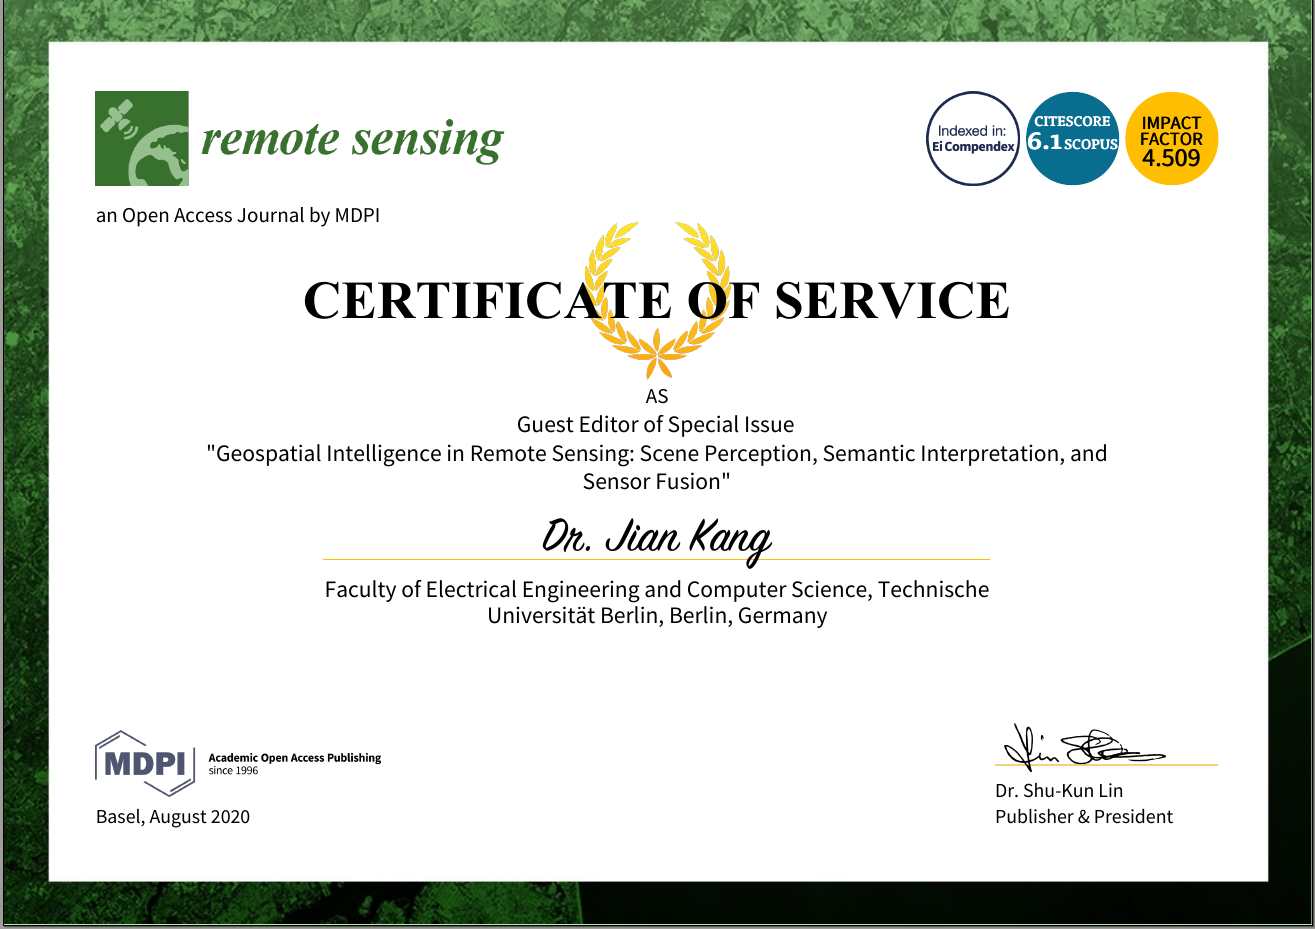 remote sensing
Indexed in:
Ei Compendex
CITESCORE
6.1 SCOPUS
IMPACT
FACTOR
4.509
an Open Access Journal by MDPI
CERTIFICATE OF SERVICE
AS
Guest Editor of Special Issue
"Geospatial Intelligence in Remote Sensing: Scene Perception, Semantic Interpretation, and
Sensor Fusion"
Dr. Jian Kang
Faculty of Electrical Engineering and Computer Science, Technische
Universität Berlin, Berlin, Germany
MDPI
Academic Open Access Publishing
since 1996
Basel, August 2020
Dr. Shu-Kun Lin
Publisher & President